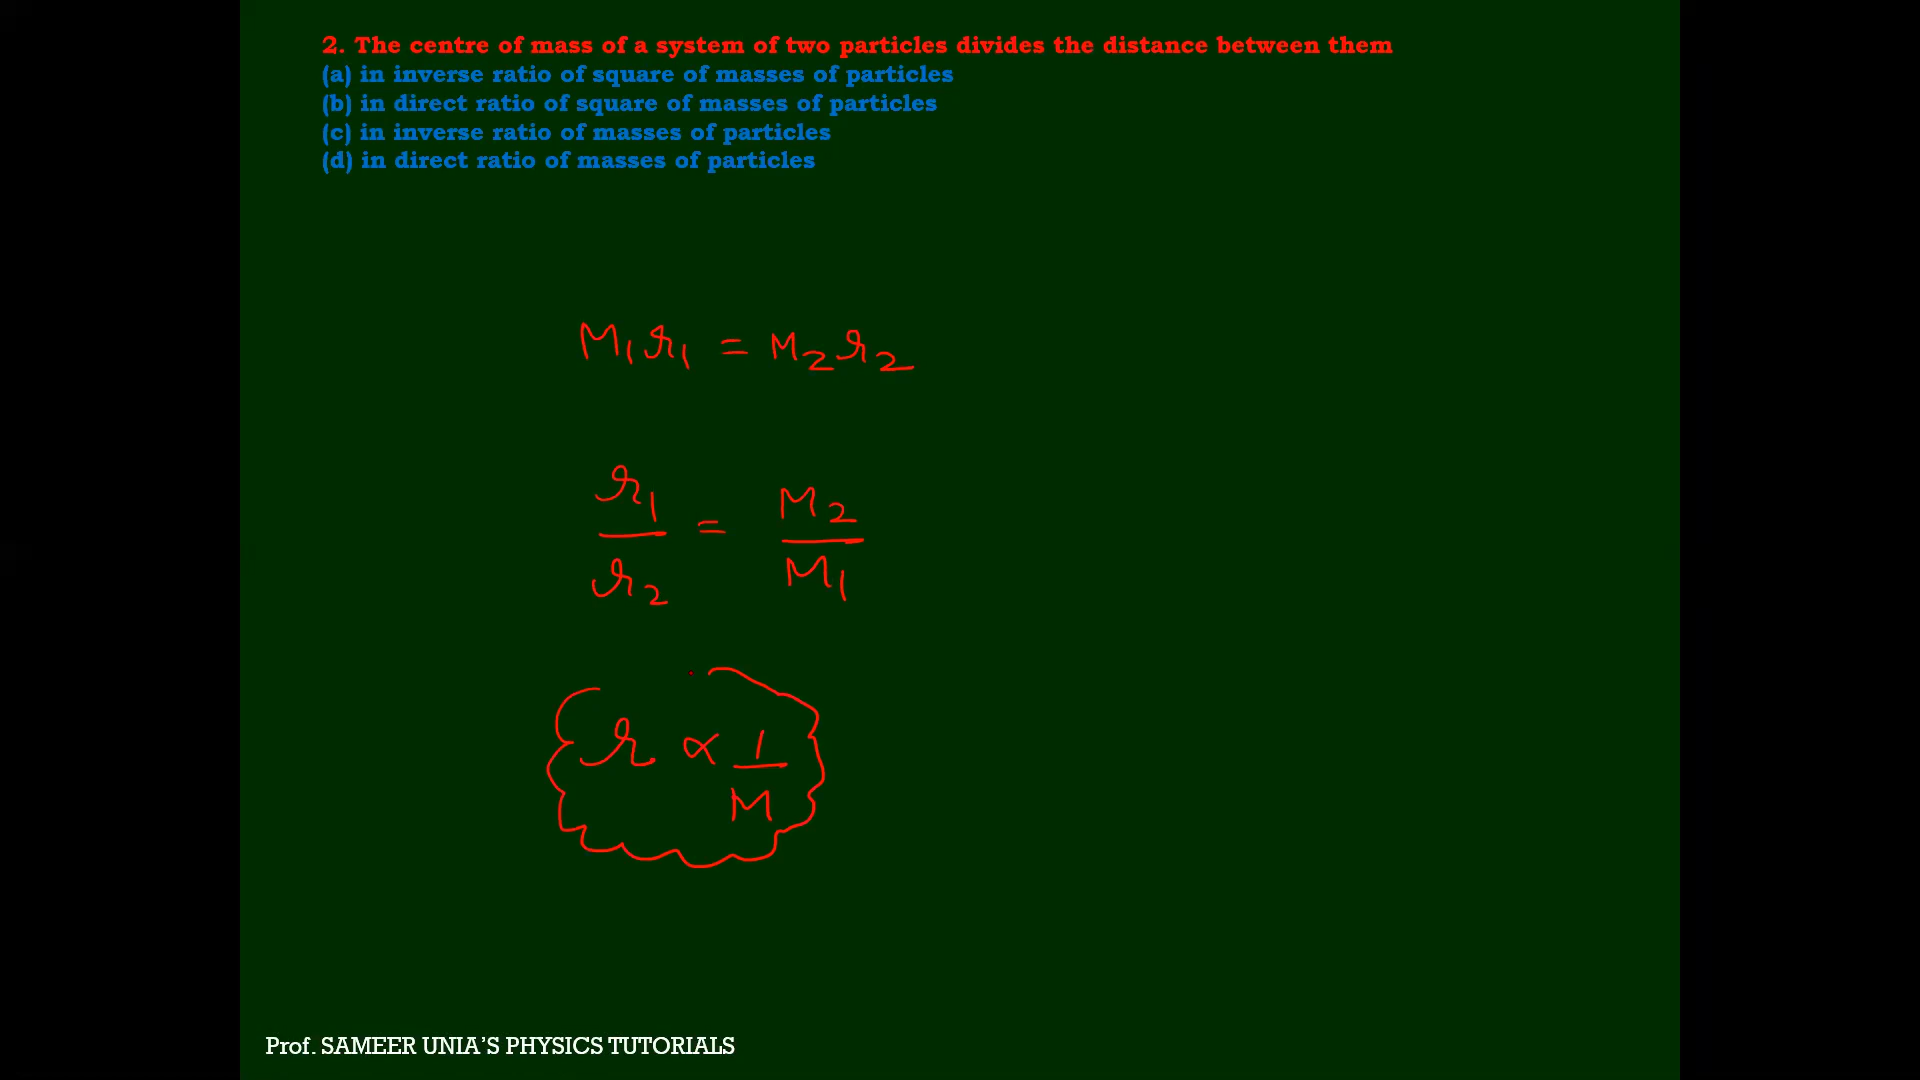 2. The centre of mass of a system of two particles divides the distance between them
(a) in inverse ratio of square of masses of particles
(b) in direct ratio of square of masses of particles
(c) in inverse ratio of masses of particles
(d) in direct ratio of masses of particles
M₁r₁ = M₂r₂
r₁/r₂ = M₂/M₁
r ∝ 1/M
Prof. SAMEER UNIA’S PHYSICS TUTORIALS